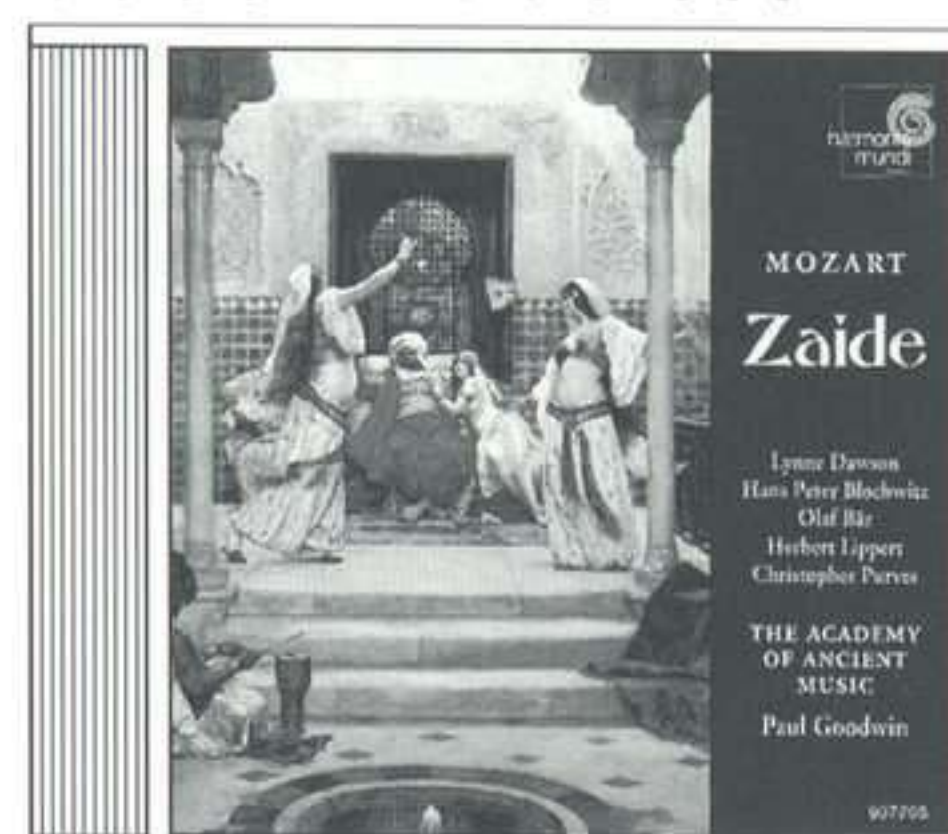 harmonia
mundi
MOZART
Zaide
Lynne Dawson
Hans Peter Blochwitz
Olaf Bär
Herbert Lippert
Christopher Purves
THE ACADEMY
OF ANCIENT
MUSIC
Paul Goodwin
907205